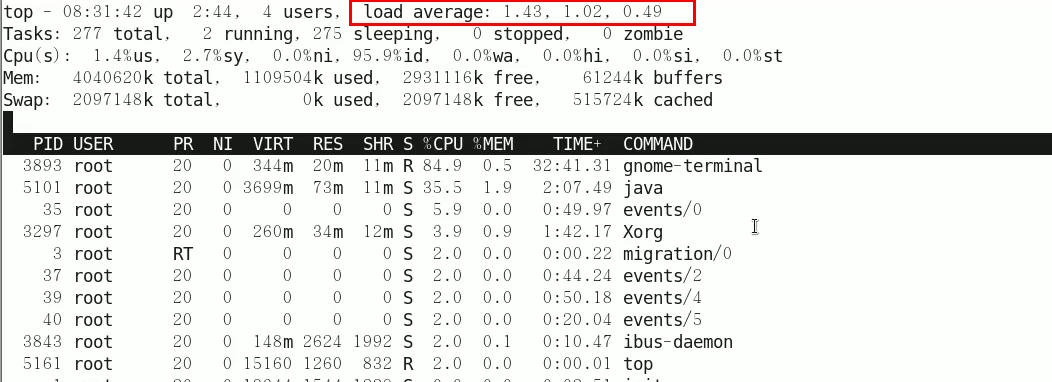 top - 08:31:42 up  2:44,  4 users,  load average: 1.43, 1.02, 0.49
Tasks: 277 total,   2 running, 275 sleeping,   0 stopped,   0 zombie
Cpu(s):  1.4%us,  2.7%sy,  0.0%ni, 95.9%id,  0.0%wa,  0.0%hi,  0.0%si,  0.0%st
Mem:   4040620k total,  1109504k used,  2931116k free,    61244k buffers
Swap:  2097148k total,        0k used,  2097148k free,   515724k cached
PID USER      PR  NI  VIRT  RES  SHR S %CPU %MEM    TIME+  COMMAND
3893 root      20   0  344m  20m  11m R 84.9  0.5  32:41.31 gnome-terminal
5101 root      20   0 3699m  73m  11m S 35.5  1.9   2:07.49 java
35 root      20   0     0    0    0 S  5.9  0.0   0:49.97 events/0
3297 root      20   0  260m  34m  12m S  3.9  0.9   1:42.17 Xorg
3 root      RT   0     0    0    0 S  2.0  0.0   0:00.22 migration/0
37 root      20   0     0    0    0 S  2.0  0.0   0:44.24 events/2
39 root      20   0     0    0    0 S  2.0  0.0   0:50.18 events/4
40 root      20   0     0    0    0 S  2.0  0.0   0:20.04 events/5
3843 root      20   0  148m 2624 1992 S  2.0  0.1   0:10.47 ibus-daemon
5161 root      20   0 15160 1260  832 R  2.0  0.0   0:00.01 top